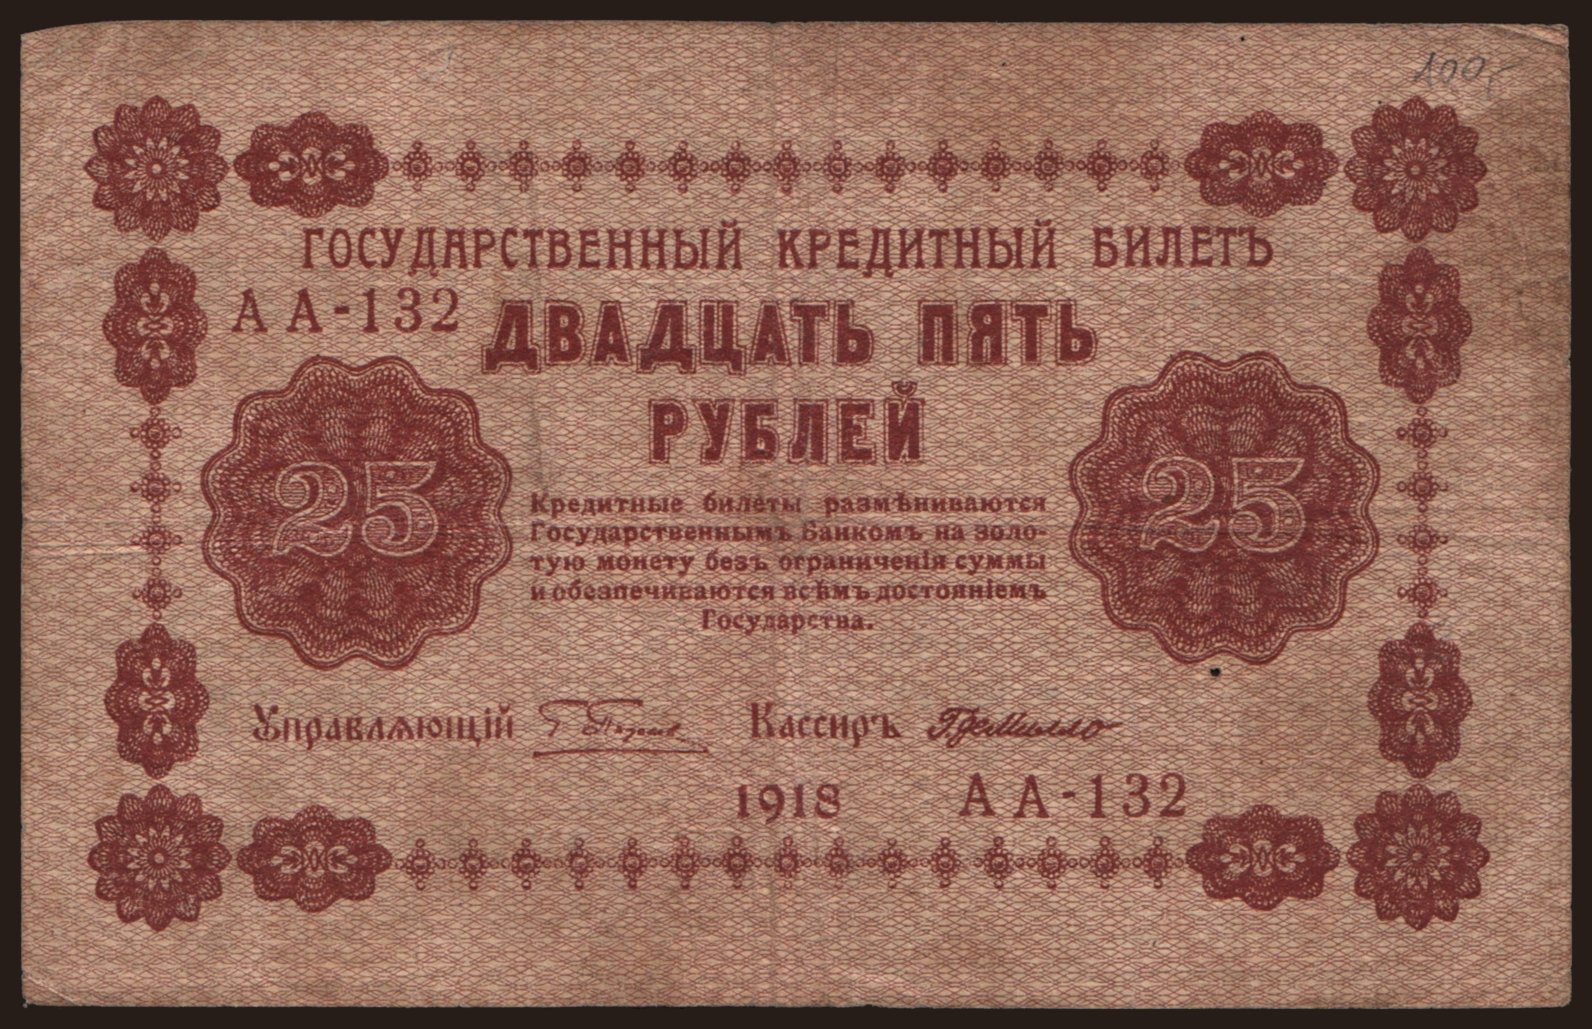 100,-
ГОСУДАРСТВЕННЫЙ КРЕДИТНЫЙ БИЛЕТЪ
АА-132
ДВАДЦАТЬ ПЯТЬ
РУБЛЕЙ
25
25
Кредитные билеты размѣниваются
Государственнымъ Банкомъ на золо-
тую монету безъ ограниченія суммы
и обезпечиваются всѣмъ достояніемъ
Государства.
Управляющій Кассиръ
1918 АА-132